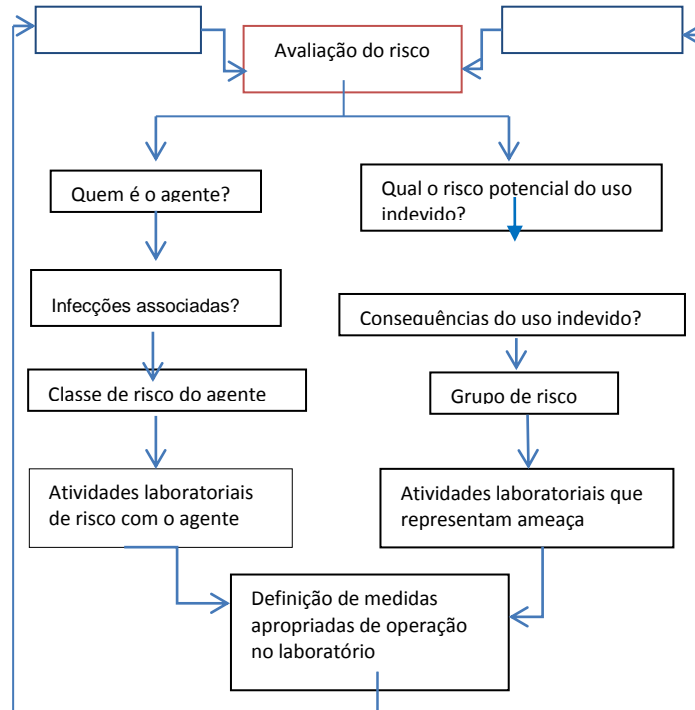 Avaliação do risco
Quem é o agente?
Qual o risco potencial do uso
indevido?
Infecções associadas?
Consequências do uso indevido?
Classe de risco do agente
Grupo de risco
Atividades laboratoriais
de risco com o agente
Atividades laboratoriais que
representam ameaça
Definição de medidas
apropriadas de operação
no laboratório